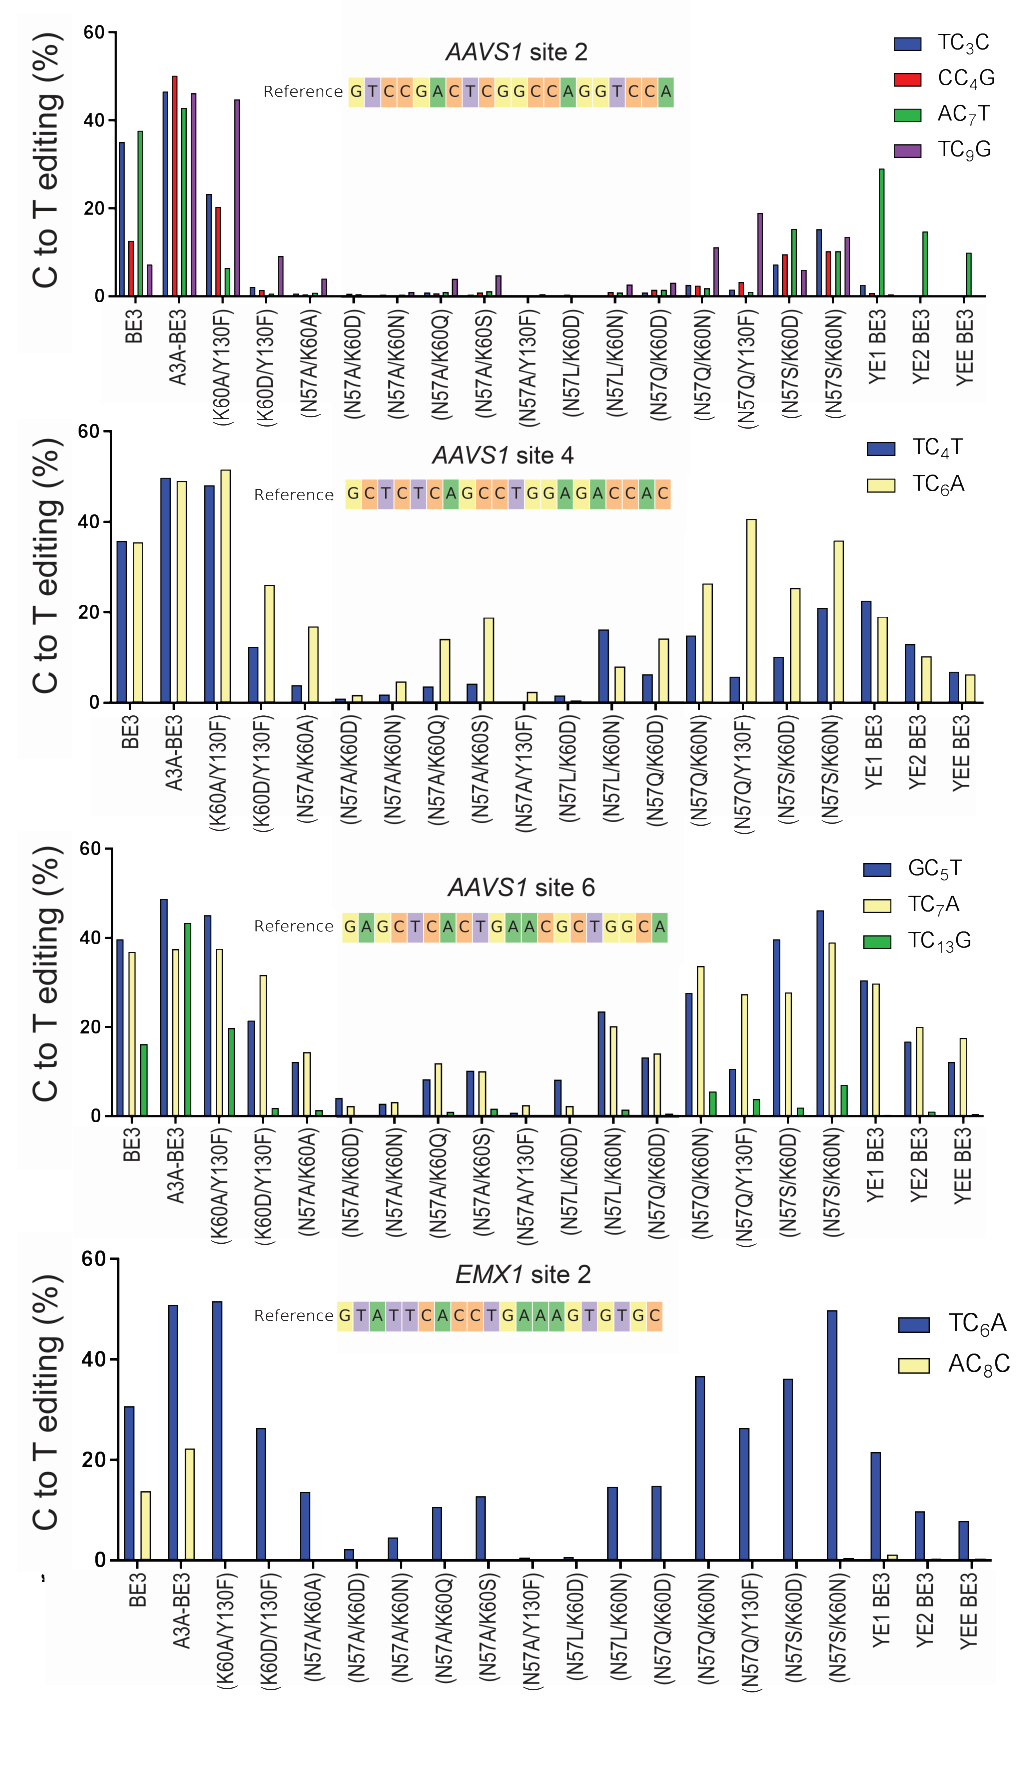 C to T editing (%)
60
40
20
0
AAVS1 site 2
Reference GTCCGACTCGGCCAGGTCCA
TC3C
CC4G
AC7T
TC9G
BE3
A3A-BE3
(K60A/Y130F)
(K60D/Y130F)
(N57A/K60A)
(N57A/K60D)
(N57A/K60N)
(N57A/K60Q)
(N57A/K60S)
(N57A/Y130F)
(N57L/K60D)
(N57L/K60N)
(N57Q/K60D)
(N57Q/K60N)
(N57Q/Y130F)
(N57S/K60D)
(N57S/K60N)
YE1 BE3
YE2 BE3
YEE BE3
C to T editing (%)
60
40
20
0
AAVS1 site 4
Reference GCTCTCAGCCTGGAGACCAC
TC4T
TC6A
BE3
A3A-BE3
(K60A/Y130F)
(K60D/Y130F)
(N57A/K60A)
(N57A/K60D)
(N57A/K60N)
(N57A/K60Q)
(N57A/K60S)
(N57A/Y130F)
(N57L/K60D)
(N57L/K60N)
(N57Q/K60D)
(N57Q/K60N)
(N57Q/Y130F)
(N57S/K60D)
(N57S/K60N)
YE1 BE3
YE2 BE3
YEE BE3
C to T editing (%)
60
40
20
0
AAVS1 site 6
Reference GAGCTCACTGAACGCTGGCA
GC5T
TC7A
TC13G
BE3
A3A-BE3
(K60A/Y130F)
(K60D/Y130F)
(N57A/K60A)
(N57A/K60D)
(N57A/K60N)
(N57A/K60Q)
(N57A/K60S)
(N57A/Y130F)
(N57L/K60D)
(N57L/K60N)
(N57Q/K60D)
(N57Q/K60N)
(N57Q/Y130F)
(N57S/K60D)
(N57S/K60N)
YE1 BE3
YE2 BE3
YEE BE3
C to T editing (%)
60
40
20
0
EMX1 site 2
Reference GTATTCACCTGAAAGTGTGC
TC6A
AC8C
BE3
A3A-BE3
(K60A/Y130F)
(K60D/Y130F)
(N57A/K60A)
(N57A/K60D)
(N57A/K60N)
(N57A/K60Q)
(N57A/K60S)
(N57A/Y130F)
(N57L/K60D)
(N57L/K60N)
(N57Q/K60D)
(N57Q/K60N)
(N57Q/Y130F)
(N57S/K60D)
(N57S/K60N)
YE1 BE3
YE2 BE3
YEE BE3